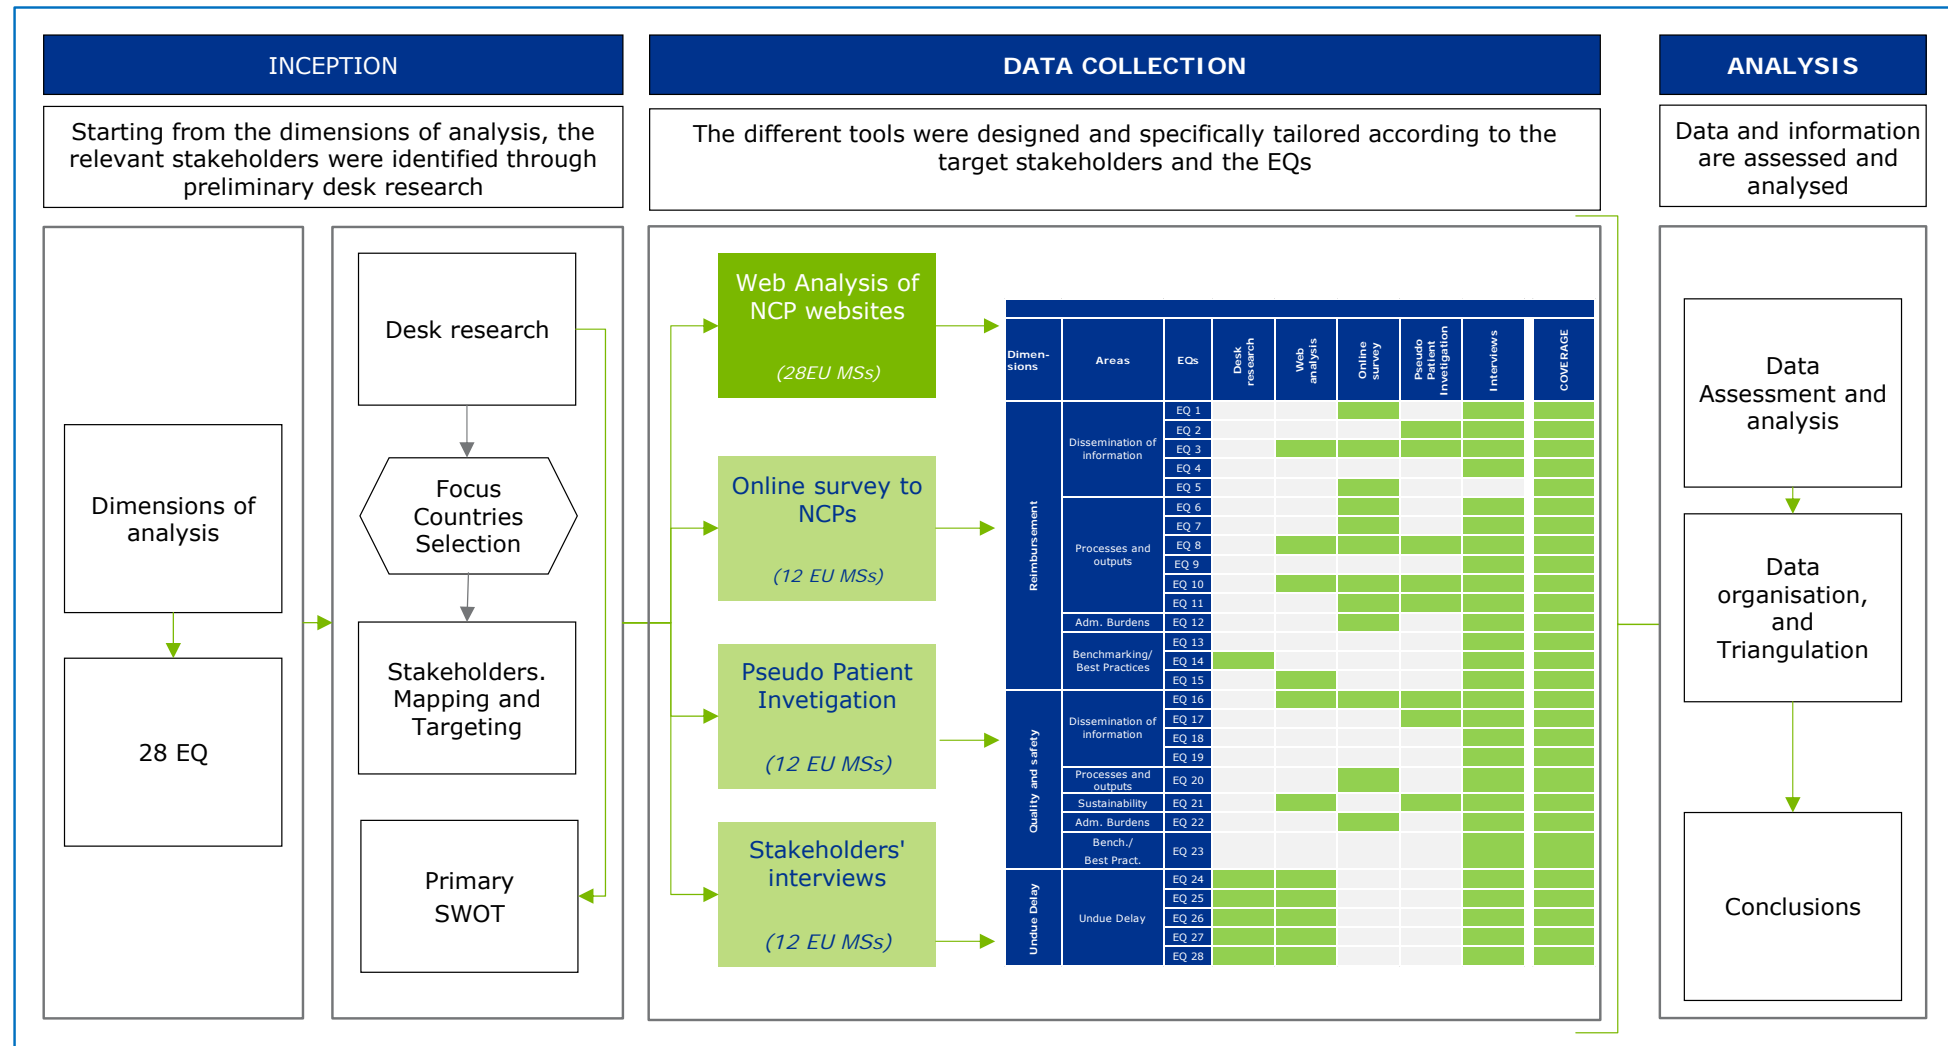 INCEPTION
Starting from the dimensions of analysis, the
relevant stakeholders were identified through
preliminary desk research
Dimensions of
analysis
28 EQ
Desk research
Focus
Countries
Selection
Stakeholders.
Mapping and
Targeting
Primary
SWOT
DATA COLLECTION
The different tools were designed and specifically tailored according to the
target stakeholders and the EQs
Web Analysis of
NCP websites
(28EU MSs)
Online survey to
NCPs
(12 EU MSs)
Pseudo Patient
Invetigation
(12 EU MSs)
Stakeholders'
interviews
(12 EU MSs)
Dimen-
sions
Areas
EQs
Desk
research
Web
analysis
Online
survey
Pseudo
Patient
Invetigation
Interviews
COVERAGE
Reimbursement
Dissemination of
information
EQ 1
EQ 2
EQ 3
EQ 4
EQ 5
Processes and
outputs
EQ 6
EQ 7
EQ 8
EQ 9
EQ 10
EQ 11
Adm. Burdens
EQ 12
Benchmarking/
Best Practices
EQ 13
EQ 14
EQ 15
Quality and safety
Dissemination of
information
EQ 16
EQ 17
EQ 18
EQ 19
Processes and
outputs
EQ 20
Sustainability
EQ 21
Adm. Burdens
EQ 22
Bench./
Best Pract.
EQ 23
Undue Delay
Undue Delay
EQ 24
EQ 25
EQ 26
EQ 27
EQ 28
ANALYSIS
Data and information
are assessed and
analysed
Data
Assessment and
analysis
Data
organisation,
and
Triangulation
Conclusions